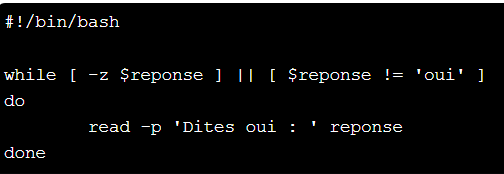 #!/bin/bash
while [ -z $reponse ] || [ $reponse != 'oui' ]
do
        read -p 'Dites oui : ' reponse
done